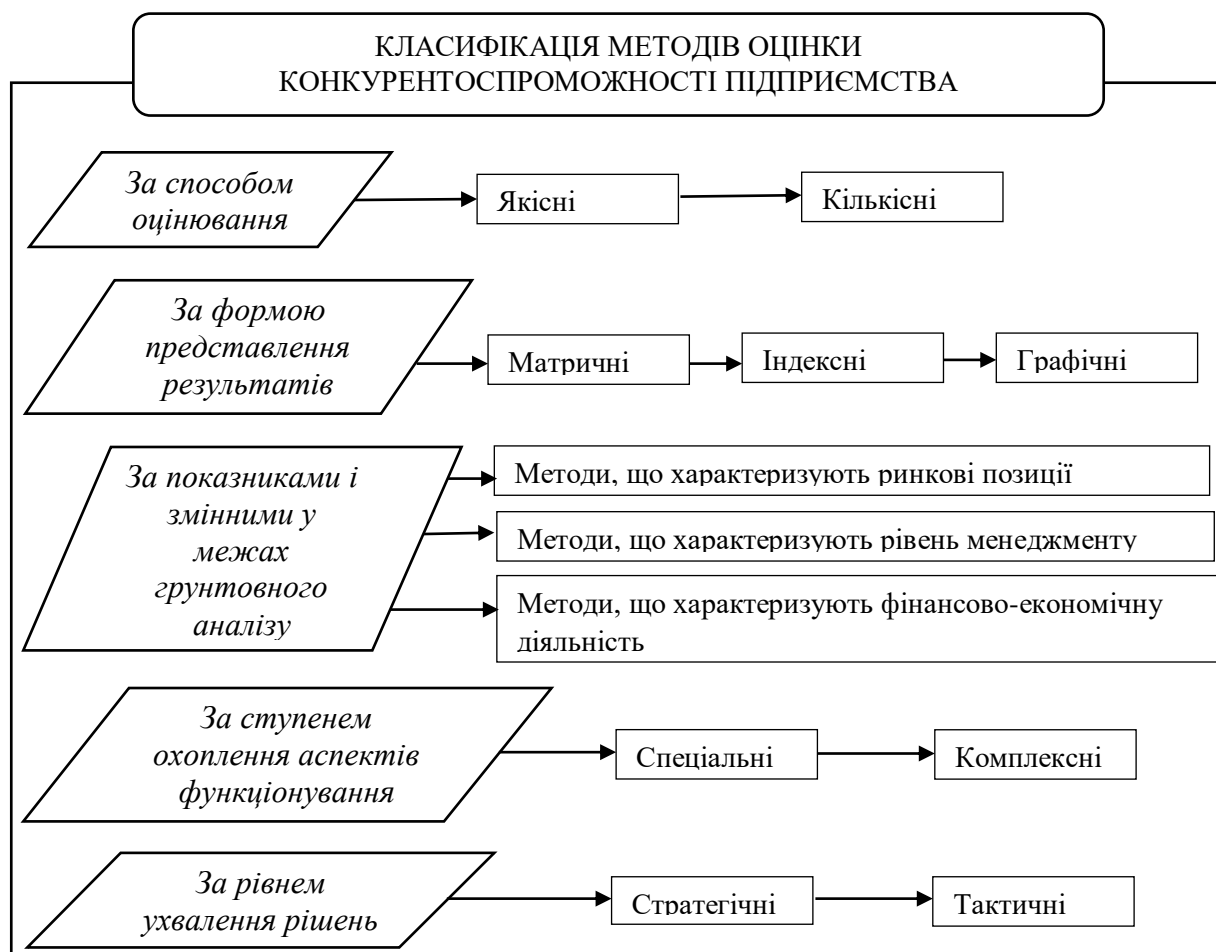 КЛАСИФІКАЦІЯ МЕТОДІВ ОЦІНКИ
КОНКУРЕНТОСПРОМОЖНОСТІ ПІДПРИЄМСТВА
За способом
оцінювання
Якісні
Кількісні
За формою
представлення
результатів
Матричні
Індексні
Графічні
За показниками і
змінними у
межах
грунтовного
аналізу
Методи, що характеризують ринкові позиції
Методи, що характеризують рівень менеджменту
Методи, що характеризують фінансово-економічну
діяльність
За ступенем
охоплення аспектів
функціонування
Спеціальні
Комплексні
За рівнем
ухвалення рішень
Стратегічні
Тактичні